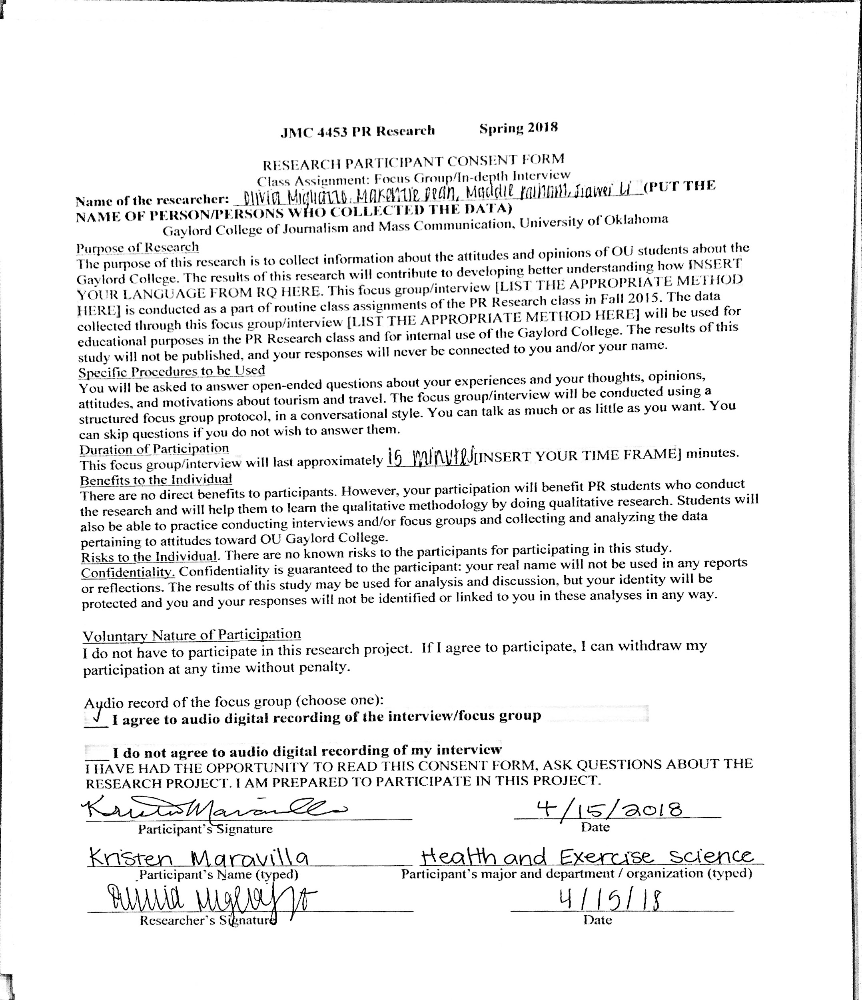 JMC 4453 PR Research Spring 2018
RESEARCH PARTICIPANT CONSENT FORM
Class Assignment: Focus Group/In-depth Interview
Name of the researcher: Olivia Makenzie Dean, Maddie Jiawei Li (PUT THE
NAME OF PERSON/PERSONS WHO COLLECTED THE DATA)
Gaylord College of Journalism and Mass Communication, University of Oklahoma
Purpose of Research
The purpose of this research is to collect information about the attitudes and opinions of OU students about the
Gaylord College. The results of this research will contribute to developing better understanding how INSERT
YOUR LANGUAGE FROM RQ HERE. This focus group/interview [LIST THE APPROPRIATE METHOD
HERE] is conducted as a part of routine class assignments of the PR Research class in Fall 2015. The data
collected through this focus group/interview [LIST THE APPROPRIATE METHOD HERE] will be used for
educational purposes in the PR Research class and for internal use of the Gaylord College. The results of this
study will not be published, and your responses will never be connected to you and/or your name.
Specific Procedures to be Used
You will be asked to answer open-ended questions about your experiences and your thoughts, opinions,
attitudes, and motivations about tourism and travel. The focus group/interview will be conducted using a
structured focus group protocol, in a conversational style. You can talk as much or as little as you want. You
can skip questions if you do not wish to answer them.
Duration of Participation
This focus group/interview will last approximately 15 minutes [INSERT YOUR TIME FRAME] minutes.
Benefits to the Individual
There are no direct benefits to participants. However, your participation will benefit PR students who conduct
the research and will help them to learn the qualitative methodology by doing qualitative research. Students will
also be able to practice conducting interviews and/or focus groups and collecting and analyzing the data
pertaining to attitudes toward OU Gaylord College.
Risks to the Individual. There are no known risks to the participants for participating in this study.
Confidentiality. Confidentiality is guaranteed to the participant: your real name will not be used in any reports
or reflections. The results of this study may be used for analysis and discussion, but your identity will be
protected and you and your responses will not be identified or linked to you in these analyses in any way.
Voluntary Nature of Participation
I do not have to participate in this research project. If I agree to participate, I can withdraw my
participation at any time without penalty.
Audio record of the focus group (choose one):
✓ I agree to audio digital recording of the interview/focus group
___ I do not agree to audio digital recording of my interview
I HAVE HAD THE OPPORTUNITY TO READ THIS CONSENT FORM, ASK QUESTIONS ABOUT THE
RESEARCH PROJECT. I AM PREPARED TO PARTICIPATE IN THIS PROJECT.
Kristen Maravilla 4/15/2018
Participant's Signature Date
Kristen Maravilla Health and Exercise science
Participant's Name (typed) Participant's major and department / organization (typed)
4/15/18
Researcher's Signature Date